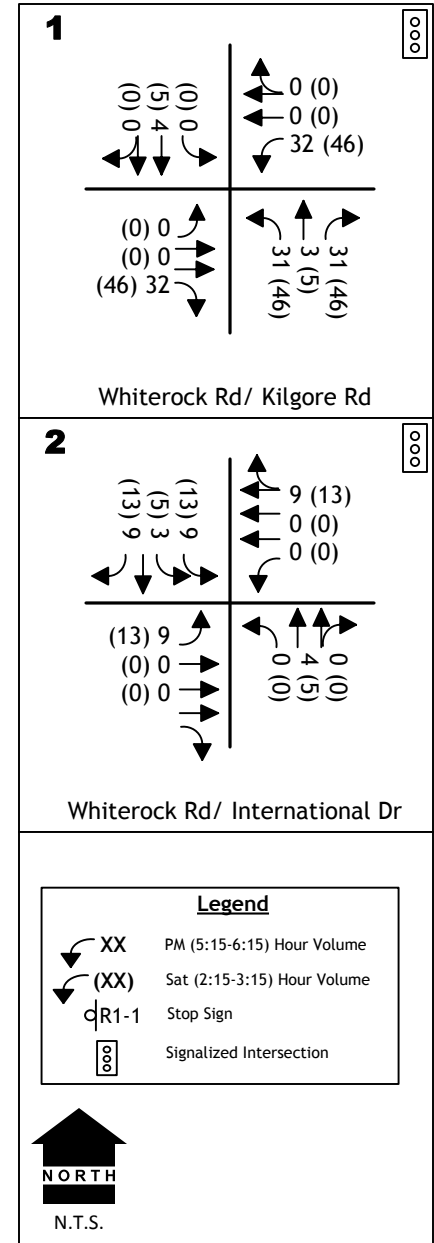 1
(0) 0
(5) 4
(0) 0
0 (0)
0 (0)
32 (46)
(0) 0
(0) 0
(46) 32
31 (46)
3 (5)
31 (46)
Whiterock Rd/ Kilgore Rd
2
(13) 9
(5) 3
(13) 9
9 (13)
0 (0)
0 (0)
(13) 9
(0) 0
(0) 0
0 (0)
4 (5)
0 (0)
Whiterock Rd/ International Dr
Legend
XX PM (5:15-6:15) Hour Volume
(XX) Sat (2:15-3:15) Hour Volume
R1-1 Stop Sign
Signalized Intersection
NORTH
N.T.S.